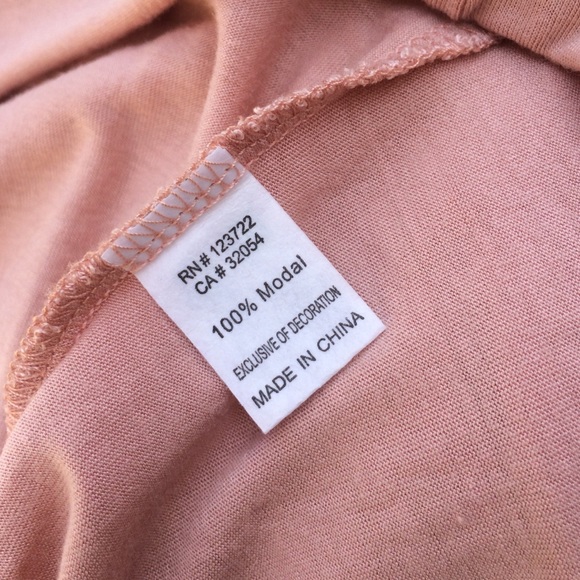 RN# 123722
CA # 32054
100% Modal
EXCLUSIVE OF DECORATION
MADE IN CHINA